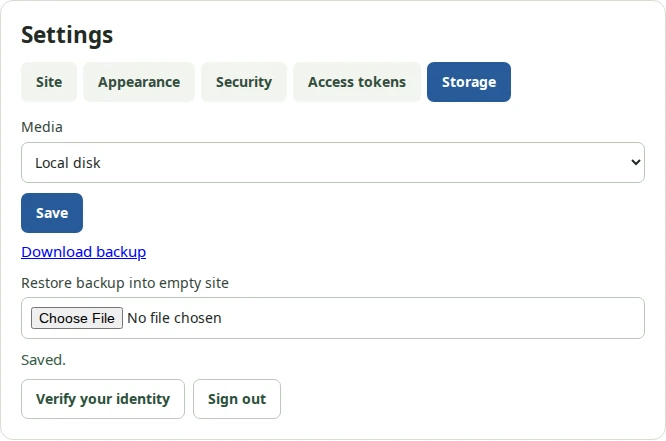 Settings
Site Appearance Security Access tokens Storage
Media
Local disk
Save
Download backup
Restore backup into empty site
Choose File No file chosen
Saved.
Verify your identity Sign out